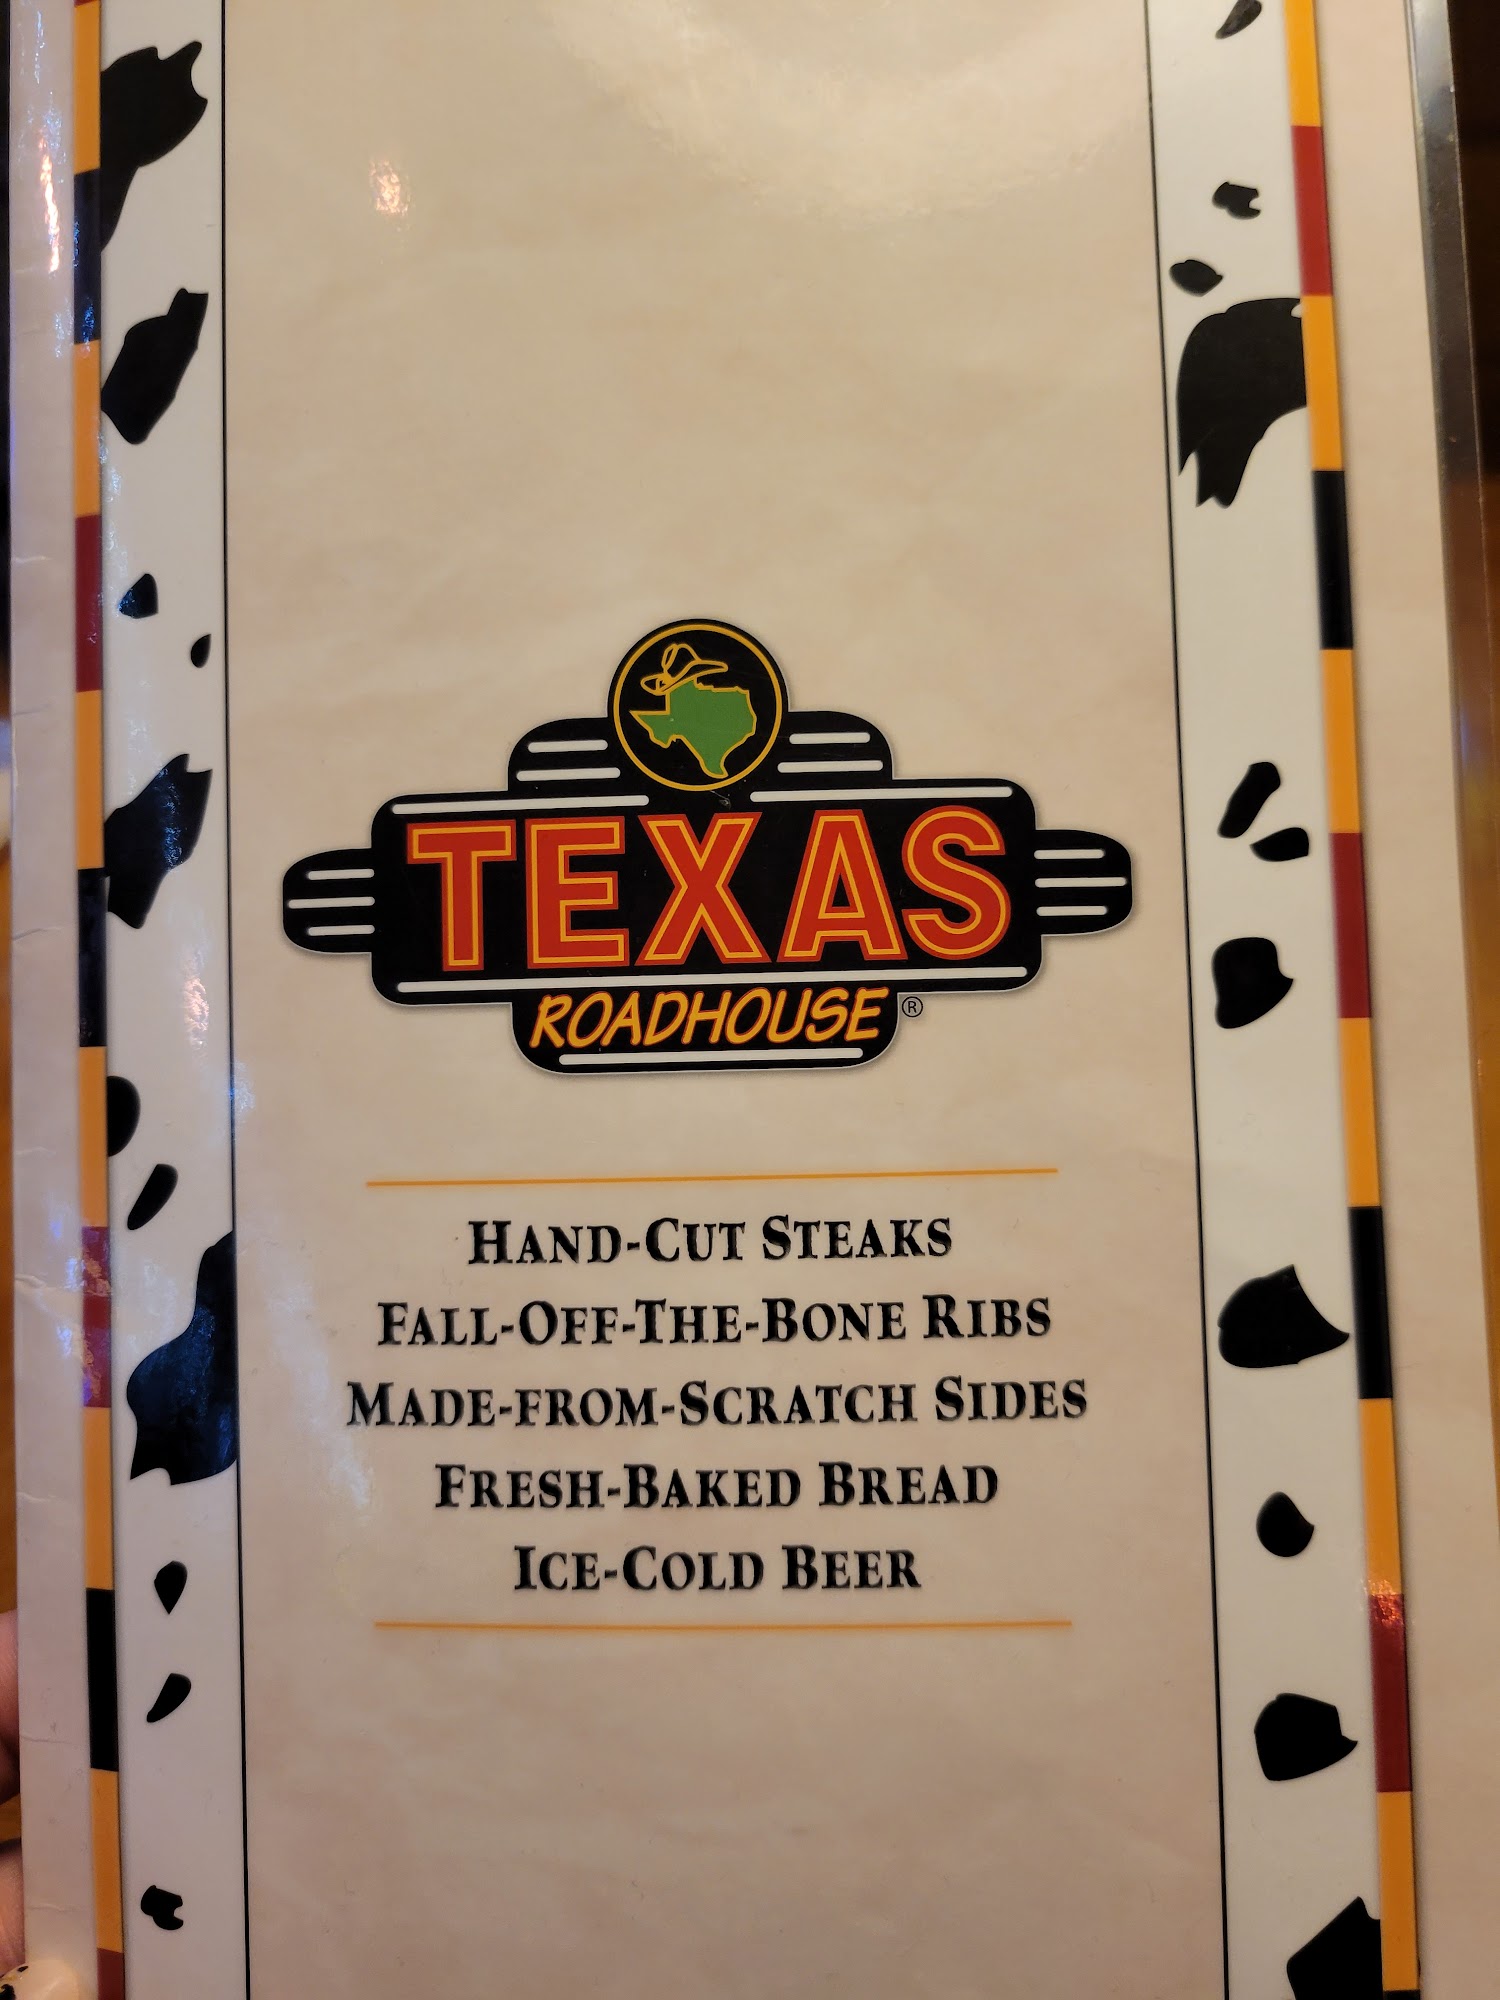 TEXAS
ROADHOUSE®
HAND-CUT STEAKS
FALL-OFF-THE-BONE RIBS
MADE-FROM-SCRATCH SIDES
FRESH-BAKED BREAD
ICE-COLD BEER